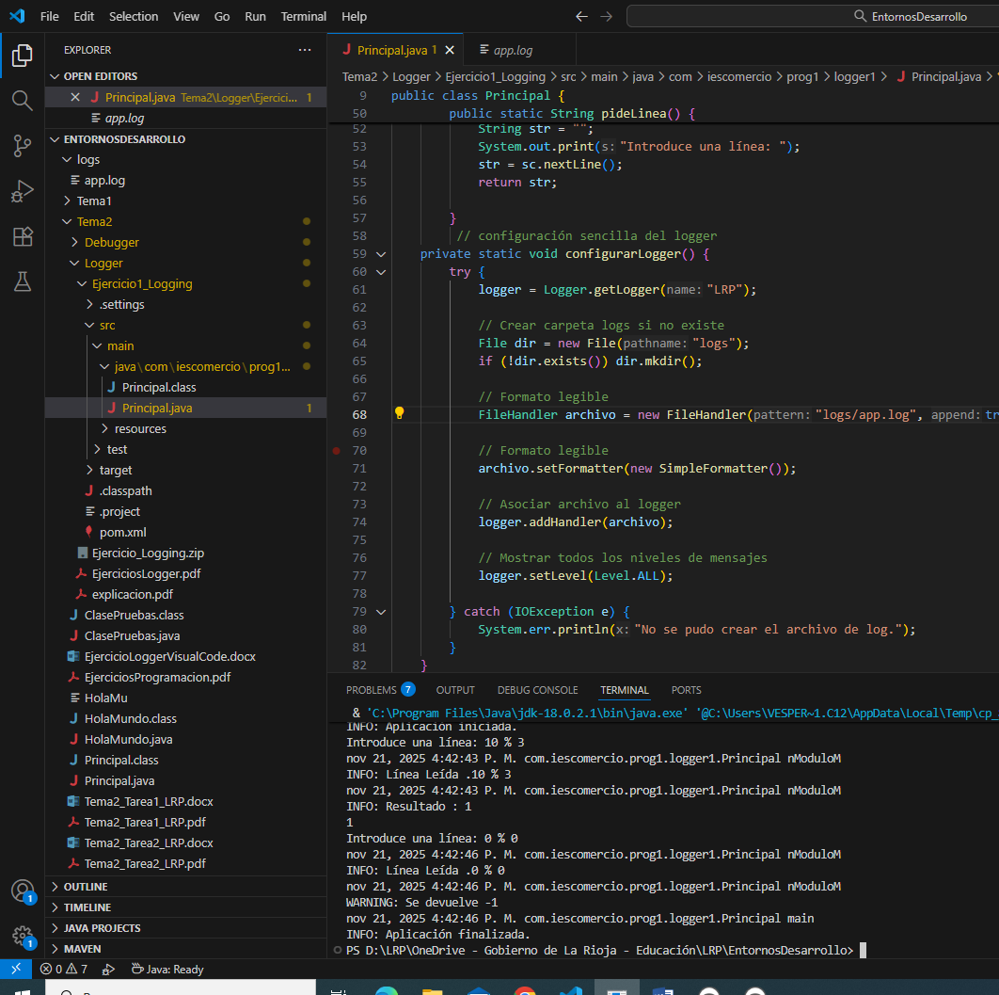 File Edit Selection View Go Run Terminal Help EntornosDesarrollo
EXPLORER
OPEN EDITORS
Principal.java Tema2\Logger\Ejercici... 1
app.log
ENTORNOSDESARROLLO
logs
app.log
Tema1
Tema2
Debugger
Logger
Ejercicio1_Logging
.settings
src
main
java\com\iescomercio\prog1...
Principal.class
Principal.java 1
resources
test
target
.classpath
.project
pom.xml
Ejercicio_Logging.zip
EjerciciosLogger.pdf
explicacion.pdf
ClasePruebas.class
ClasePruebas.java
EjercicioLoggerVisualCode.docx
EjerciciosProgramacion.pdf
HolaMu
HolaMundo.class
HolaMundo.java
Principal.class
Principal.java
Tema2_Tarea1_LRP.docx
Tema2_Tarea1_LRP.pdf
Tema2_Tarea2_LRP.docx
Tema2_Tarea2_LRP.pdf
OUTLINE
TIMELINE
JAVA PROJECTS
MAVEN
Principal.java 1 app.log
Tema2 > Logger > Ejercicio1_Logging > src > main > java > com > iescomercio > prog1 > logger1 > Principal.java >
9 public class Principal {
50 public static String pideLinea() {
52 String str = "";
53 System.out.print(s: "Introduce una línea: ");
54 str = sc.nextLine();
55 return str;
56
57 }
58 // configuración sencilla del logger
59 private static void configurarLogger() {
60 try {
61 logger = Logger.getLogger(name: "LRP");
62
63 // Crear carpeta logs si no existe
64 File dir = new File(pathname: "logs");
65 if (!dir.exists()) dir.mkdir();
66
67 // Formato legible
68 FileHandler archivo = new FileHandler(pattern: "logs/app.log", append: tr
69
70 // Formato legible
71 archivo.setFormatter(new SimpleFormatter());
72
73 // Asociar archivo al logger
74 logger.addHandler(archivo);
75
76 // Mostrar todos los niveles de mensajes
77 logger.setLevel(Level.ALL);
78
79 } catch (IOException e) {
80 System.err.println(x: "No se pudo crear el archivo de log.");
81 }
82 }
PROBLEMS 7 OUTPUT DEBUG CONSOLE TERMINAL PORTS
& 'C:\Program Files\Java\jdk-18.0.2.1\bin\java.exe' '@C:\Users\VESPER~1.C12\AppData\Local\Temp\cp_
INFO: Aplicación iniciada.
Introduce una línea: 10 % 3
nov 21, 2025 4:42:43 P. M. com.iescomercio.prog1.logger1.Principal nModuloM
INFO: Línea Leída .10 % 3
nov 21, 2025 4:42:43 P. M. com.iescomercio.prog1.logger1.Principal nModuloM
INFO: Resultado : 1
1
Introduce una línea: 0 % 0
nov 21, 2025 4:42:46 P. M. com.iescomercio.prog1.logger1.Principal nModuloM
INFO: Línea Leída .0 % 0
nov 21, 2025 4:42:46 P. M. com.iescomercio.prog1.logger1.Principal nModuloM
WARNING: Se devuelve -1
nov 21, 2025 4:42:46 P. M. com.iescomercio.prog1.logger1.Principal main
INFO: Aplicación finalizada.
PS D:\LRP\OneDrive - Gobierno de La Rioja - Educación\LRP\EntornosDesarrollo>
1
1
0 7 Java: Ready